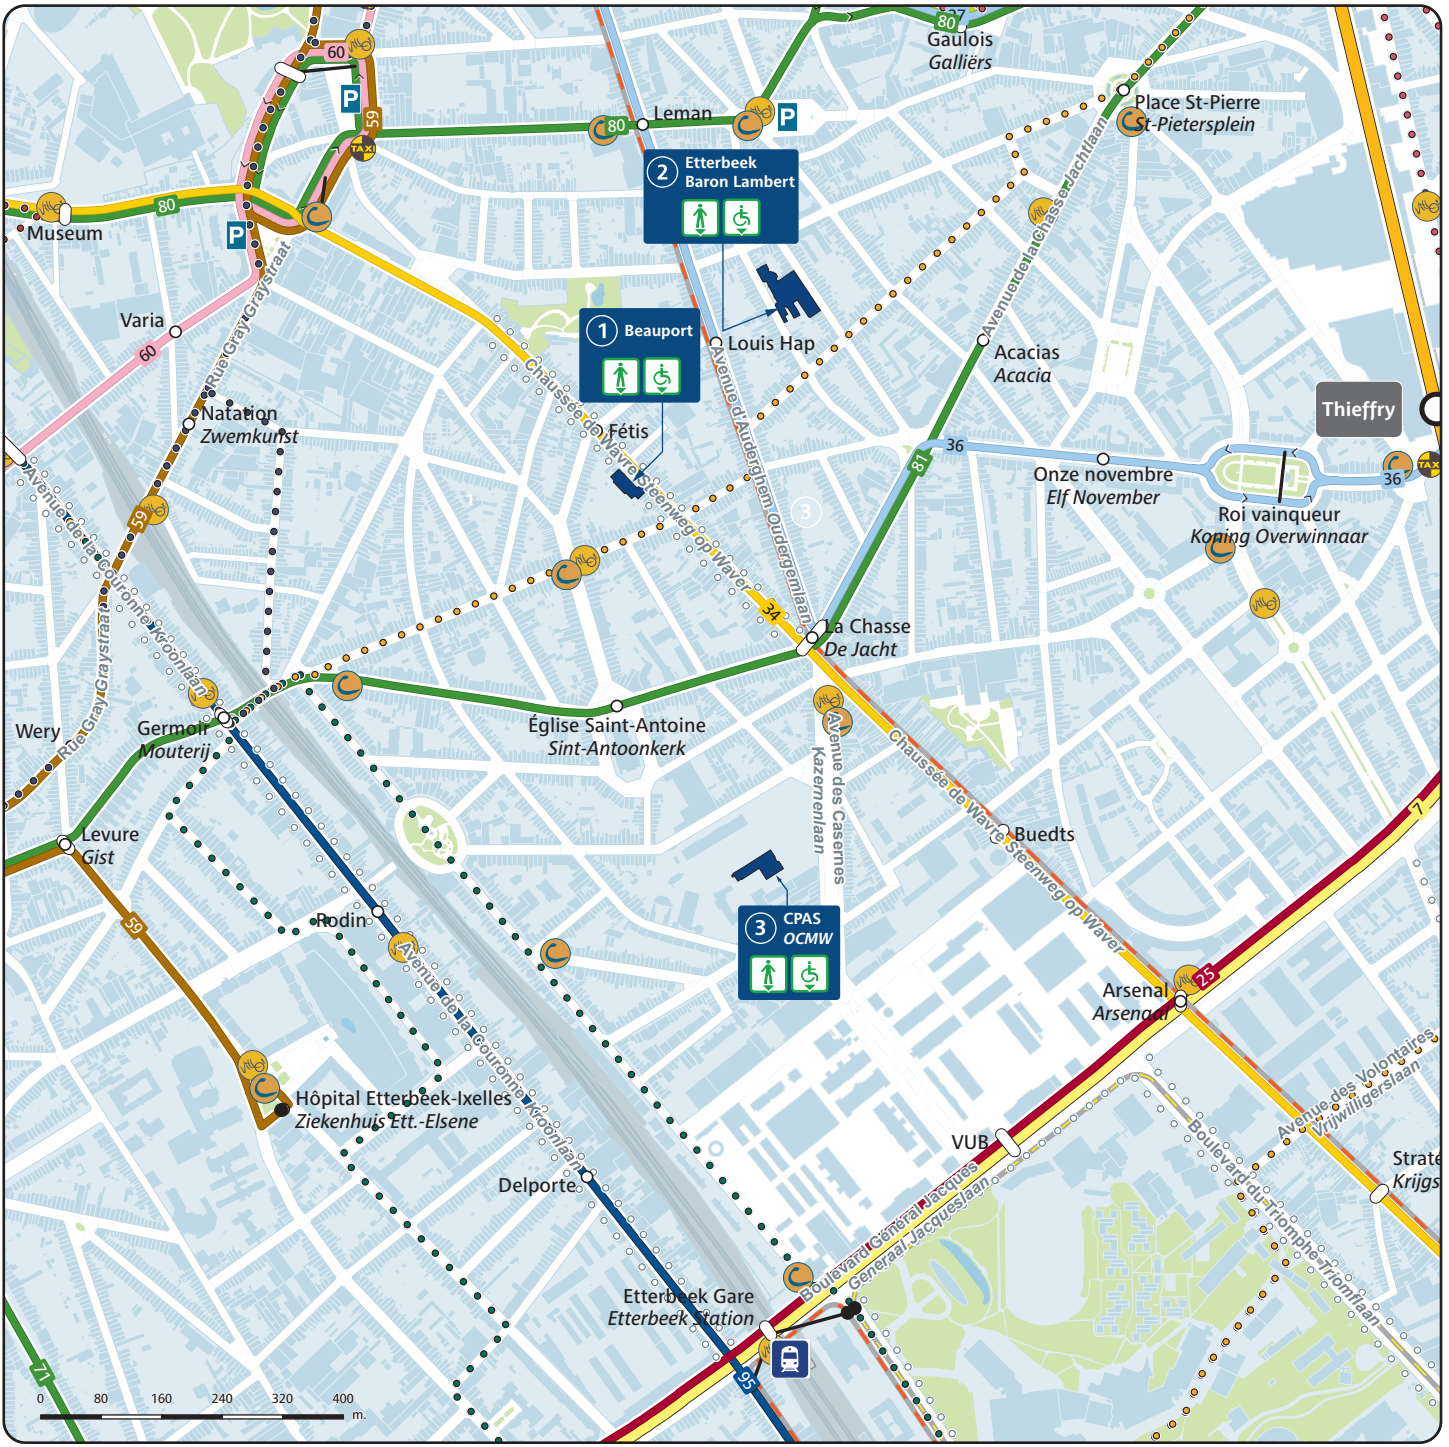 27
80
Gaulois
Galliërs
60
P
59
TAXI
80
Leman
P
Place St-Pierre
St-Pietersplein
2
Etterbeek
Baron Lambert
80
Museum
P
Avenue de la Chasse Jachtlaan
Rue Gray Graystraat
Varia
60
1
Beauport
Louis Hap
Acacias
Acacia
Thieffry
Natation
Zwemkunst
Chaussée de Wavre Steenweg op Waver
Fétis
Avenue d'Auderghem Oudergemlaan
81
36
Onze novembre
Elf November
TAXI
36
Roi vainqueur
Koning Overwinnaar
3
59
Avenue de la Couronne Kroonlaan
34
La Chasse
De Jacht
Rue Gray Graystraat
Wery
Germoir
Mouterij
Église Saint-Antoine
Sint-Antoonkerk
Avenue des Casernes
Kazernenlaan
Chaussée de Wavre Steenweg op Waver
Levure
Gist
Buedts
7
59
Rodin
3
CPAS
OCMW
Avenue de la Couronne Kroonlaan
25
Arsenal
Arsenaal
Hôpital Etterbeek-Ixelles
Ziekenhuis Ett.-Elsene
Avenue des Volontaires
Vrijwilligerslaan
VUB
Boulevard du Triomphe Triomflaan
Straté
Krijgs
Delporte
Boulevard Général Jacques
Generaal Jacqueslaan
Etterbeek Gare
Etterbeek Station
95
71
0 80 160 240 320 400
m.